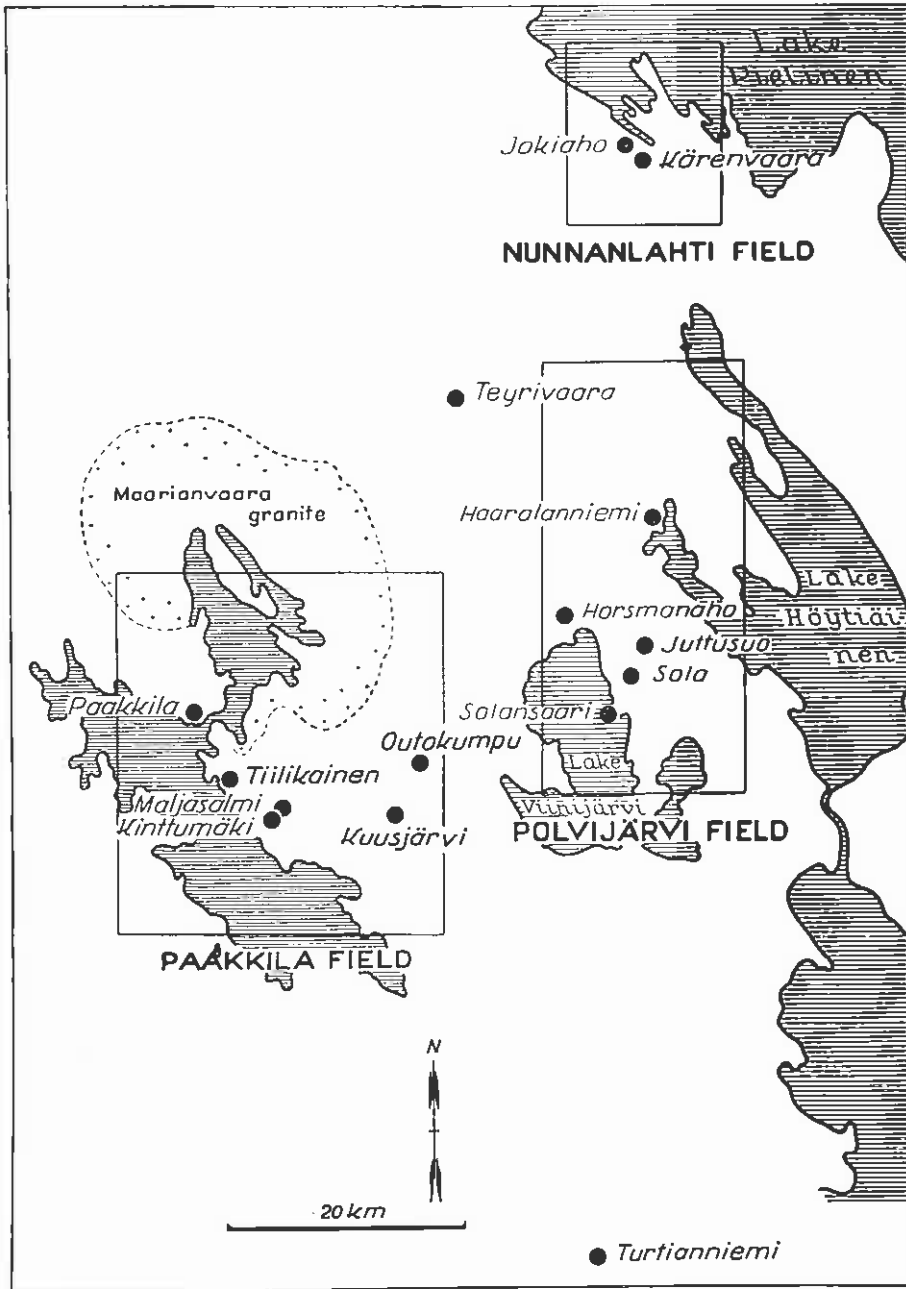 Lake
Pielinen
Jokiaho
Kärenvaara
NUNNANLAHTI FIELD
Teyrivaara
Maarianvaara
granite
Haaralanniemi
Lake
Höytiäi-
nen
Horsmanaho
Juttusuo
Sola
Solansaari
Paakkila
Outokumpu
Lake
Viinijärvi
Tiilikainen
Maljasalmi
Kinttumäki
Kuusjärvi
POLVIJÄRVI FIELD
PAAKKILA FIELD
N
20 km
Turtianniemi